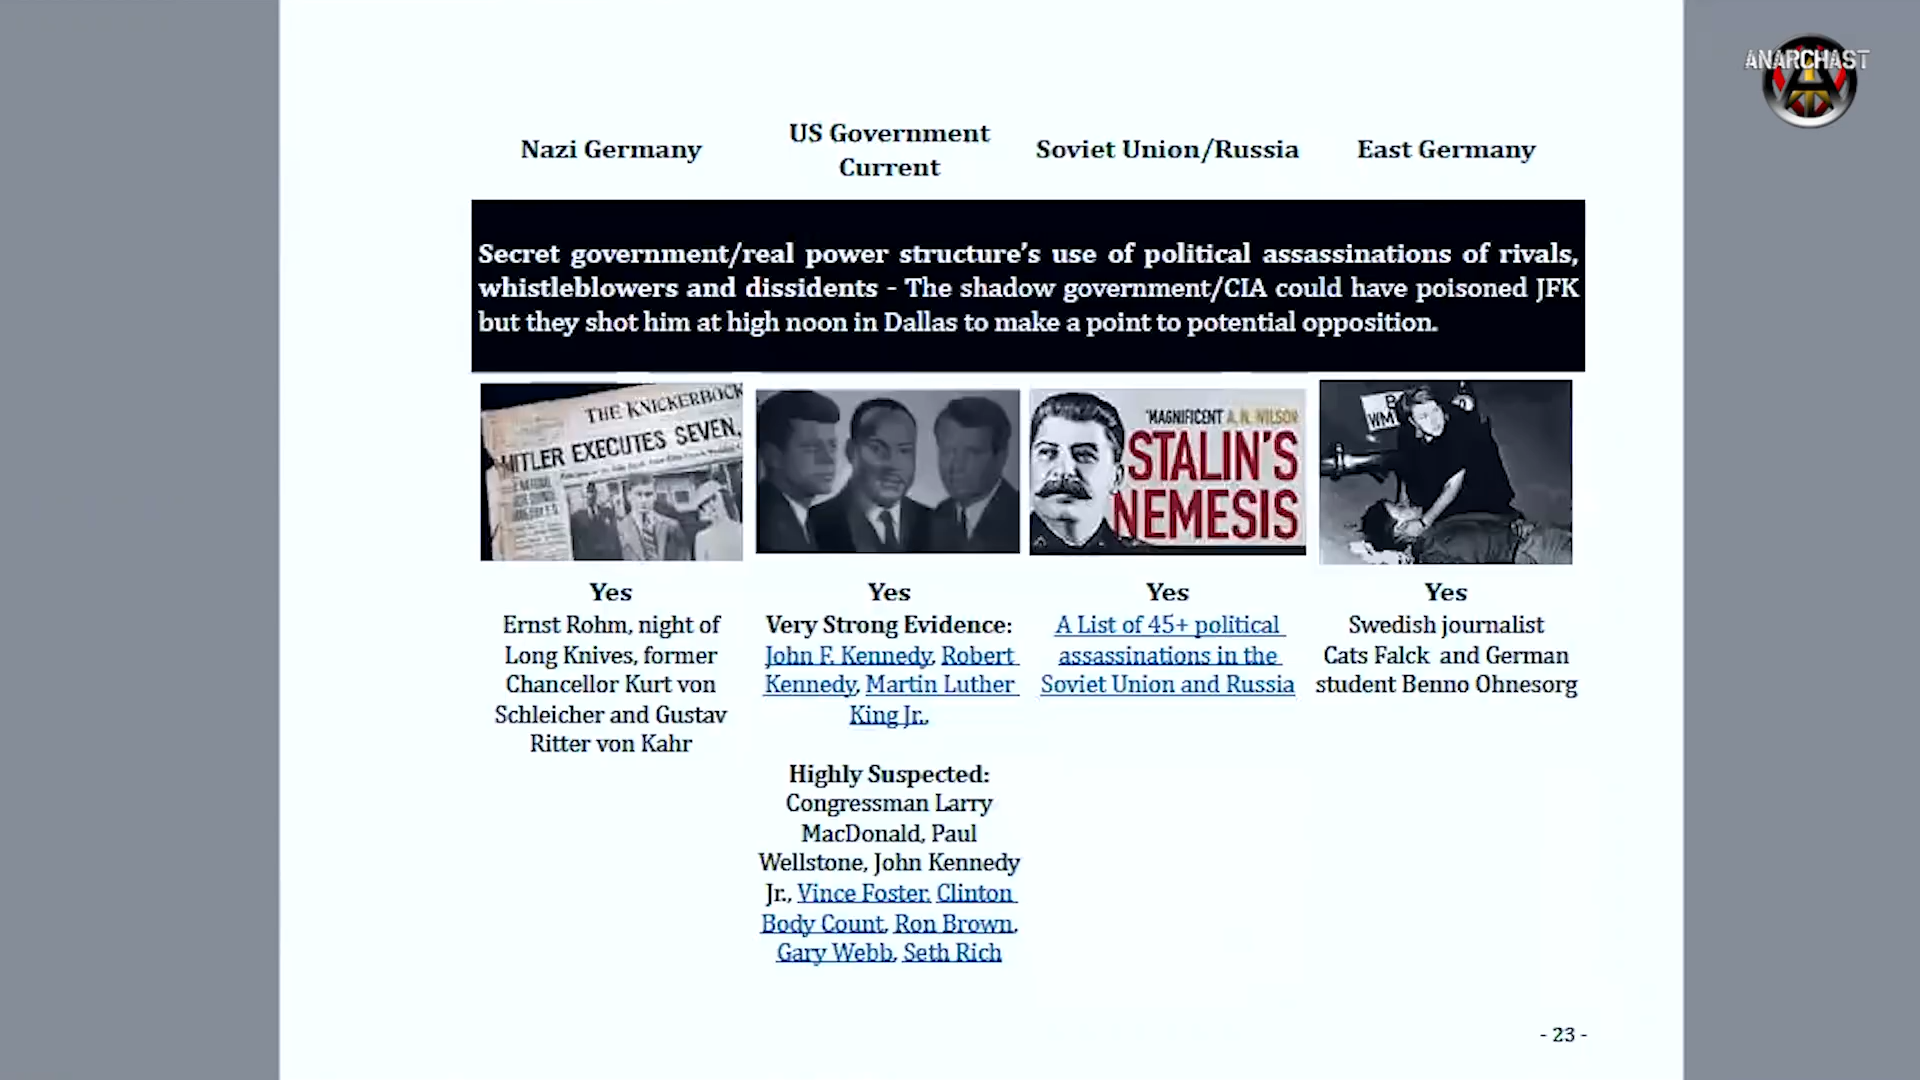 ANARCHAST
Nazi Germany
US Government
Current
Soviet Union/Russia
East Germany
Secret government/real power structure's use of political assassinations of rivals,
whistleblowers and dissidents - The shadow government/CIA could have poisoned JFK
but they shot him at high noon in Dallas to make a point to potential opposition.
THE KNICKERBOCK
HITLER EXECUTES SEVEN,
"MAGNIFICENT A. N. WILSON
STALIN'S
NEMESIS
B
WM
Yes
Ernst Rohm, night of
Long Knives, former
Chancellor Kurt von
Schleicher and Gustav
Ritter von Kahr
Yes
Very Strong Evidence:
John F. Kennedy, Robert
Kennedy, Martin Luther
King Jr.,
Highly Suspected:
Congressman Larry
MacDonald, Paul
Wellstone, John Kennedy
Jr., Vince Foster, Clinton
Body Count, Ron Brown,
Gary Webb, Seth Rich
Yes
A List of 45+ political
assassinations in the
Soviet Union and Russia
Yes
Swedish journalist
Cats Falck and German
student Benno Ohnesorg
- 23 -